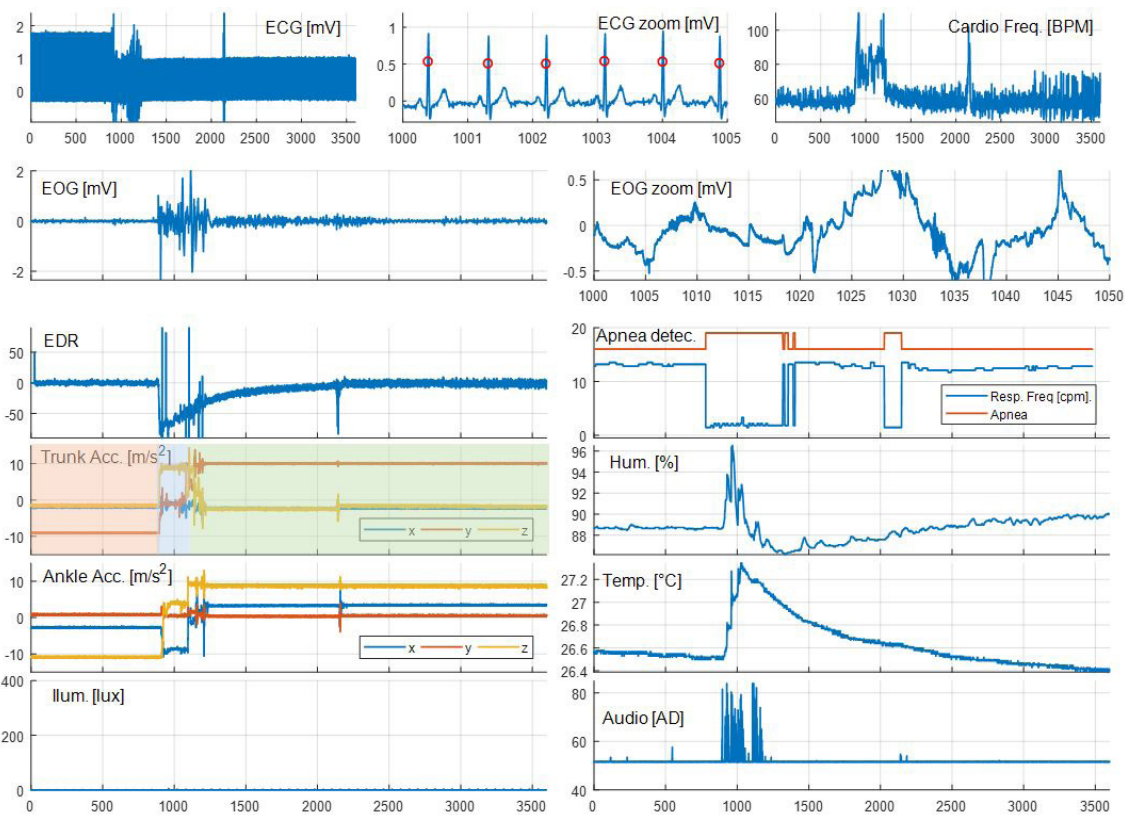 ECG [mV]
2
1
0
0 500 1000 1500 2000 2500 3000 3500
ECG zoom [mV]
0.5
0
1000 1001 1002 1003 1004 1005
Cardio Freq. [BPM]
100
80
60
0 500 1000 1500 2000 2500 3000 3500
EOG [mV]
2
0
-2
EOG zoom [mV]
0.5
0
-0.5
1000 1005 1010 1015 1020 1025 1030 1035 1040 1045 1050
EDR
50
0
-50
Apnea detec.
20
10
0
Resp. Freq [cpm].
Apnea
Trunk Acc. [m/s²]
10
0
-10
x y z
Hum. [%]
96
94
92
90
88
Ankle Acc. [m/s²]
10
0
-10
x y z
Temp. [°C]
27.2
27
26.8
26.6
26.4
Ilum. [lux]
400
200
0
0 500 1000 1500 2000 2500 3000 3500
Audio [AD]
80
60
40
0 500 1000 1500 2000 2500 3000 3500